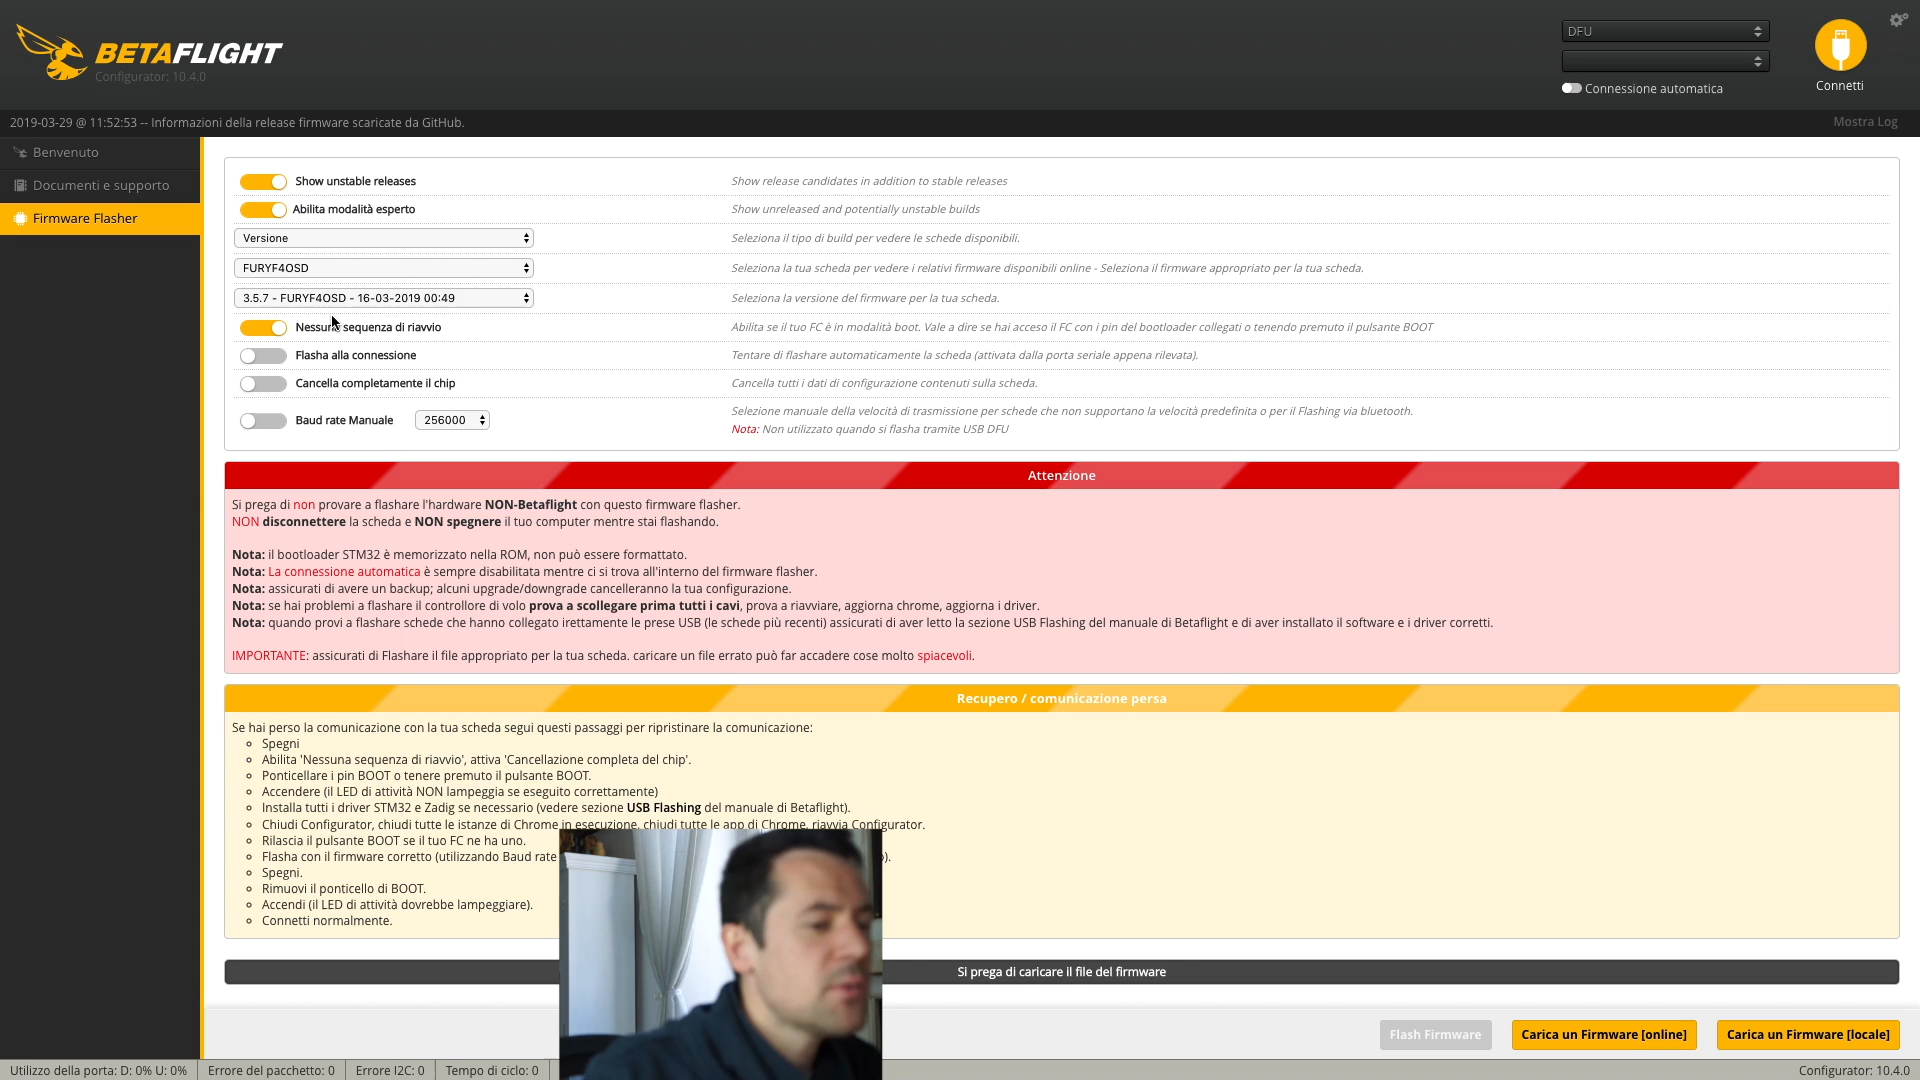 BETAFLIGHT
Configurator: 10.4.0
DFU
Connessione automatica
Connetti
2019-03-29 @ 11:52:53 -- Informazioni della release firmware scaricate da GitHub.
Mostra Log
Benvenuto
Documenti e supporto
Firmware Flasher
Show unstable releases
Show release candidates in addition to stable releases
Abilita modalità esperto
Show unreleased and potentially unstable builds
Versione
Seleziona il tipo di build per vedere le schede disponibili.
FURYF4OSD
Seleziona la tua scheda per vedere i relativi firmware disponibili online - Seleziona il firmware appropriato per la tua scheda.
3.5.7 - FURYF4OSD - 16-03-2019 00:49
Seleziona la versione del firmware per la tua scheda.
Nessuna sequenza di riavvio
Abilita se il tuo FC è in modalità boot. Vale a dire se hai acceso il FC con i pin del bootloader collegati o tenendo premuto il pulsante BOOT
Flasha alla connessione
Tentare di flashare automaticamente la scheda (attivata dalla porta seriale appena rilevata).
Cancella completamente il chip
Cancella tutti i dati di configurazione contenuti sulla scheda.
Baud rate Manuale
256000
Selezione manuale della velocità di trasmissione per schede che non supportano la velocità predefinita o per il Flashing via bluetooth.
Nota: Non utilizzato quando si flasha tramite USB DFU
Attenzione
Si prega di non provare a flashare l'hardware NON-Betaflight con questo firmware flasher.
NON disconnettere la scheda e NON spegnere il tuo computer mentre stai flashando.
Nota: il bootloader STM32 è memorizzato nella ROM, non può essere formattato.
Nota: La connessione automatica è sempre disabilitata mentre ci si trova all'interno del firmware flasher.
Nota: assicurati di avere un backup; alcuni upgrade/downgrade cancelleranno la tua configurazione.
Nota: se hai problemi a flashare il controllore di volo prova a scollegare prima tutti i cavi, prova a riavviare, aggiorna chrome, aggiorna i driver.
Nota: quando provi a flashare schede che hanno collegato irettamente le prese USB (le schede più recenti) assicurati di aver letto la sezione USB Flashing del manuale di Betaflight e di aver installato il software e i driver corretti.
IMPORTANTE: assicurati di Flashare il file appropriato per la tua scheda. caricare un file errato può far accadere cose molto spiacevoli.
Recupero / comunicazione persa
Se hai perso la comunicazione con la tua scheda segui questi passaggi per ripristinare la comunicazione:
Spegni
Abilita 'Nessuna sequenza di riavvio', attiva 'Cancellazione completa del chip'.
Ponticellare i pin BOOT o tenere premuto il pulsante BOOT.
Accendere (il LED di attività NON lampeggia se eseguito correttamente)
Installa tutti i driver STM32 e Zadig se necessario (vedere sezione USB Flashing del manuale di Betaflight).
Chiudi Configurator, chiudi tutte le istanze di Chrome in esecuzione, chiudi tutte le app di Chrome, riavvia Configurator.
Rilascia il pulsante BOOT se il tuo FC ne ha uno.
Flasha con il firmware corretto (utilizzando Baud rate ).
Spegni.
Rimuovi il ponticello di BOOT.
Accendi (il LED di attività dovrebbe lampeggiare).
Connetti normalmente.
Si prega di caricare il file del firmware
Flash Firmware
Carica un Firmware [online]
Carica un Firmware [locale]
Utilizzo della porta: D: 0% U: 0%
Errore del pacchetto: 0
Errore I2C: 0
Tempo di ciclo: 0
Configurator: 10.4.0